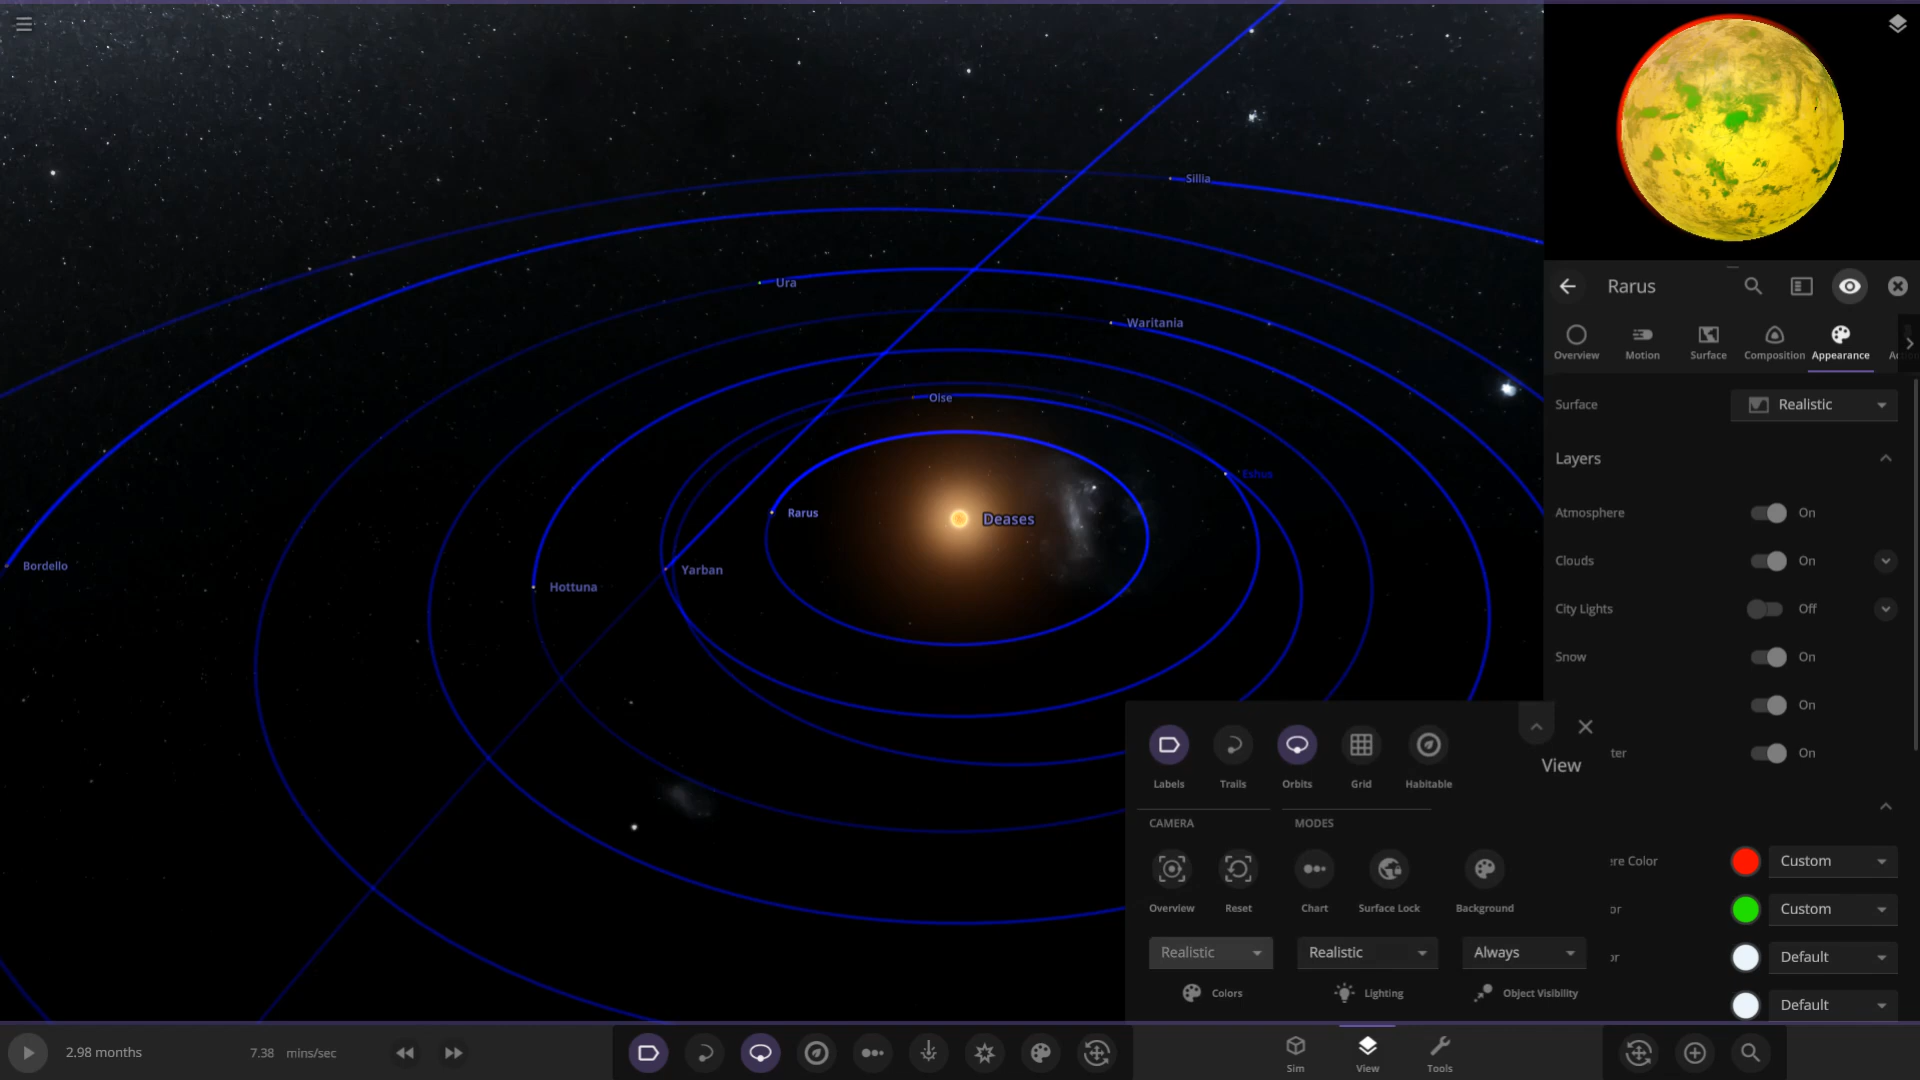 Sillia
Ura
Waritania
Oise
Eshus
Rarus
Deases
Bordello
Hottuna
Yarban
Rarus
Overview
Motion
Surface
Composition
Appearance
Surface
Realistic
Layers
Atmosphere
On
Clouds
On
City Lights
Off
Snow
On
On
ter
On
Labels
Trails
Orbits
Grid
Habitable
View
CAMERA
MODES
Overview
Reset
Chart
Surface Lock
Background
Color
Custom
Custom
Default
Default
Realistic
Realistic
Always
Colors
Lighting
Object Visibility
2.98 months
7.38 mins/sec
Sim
View
Tools